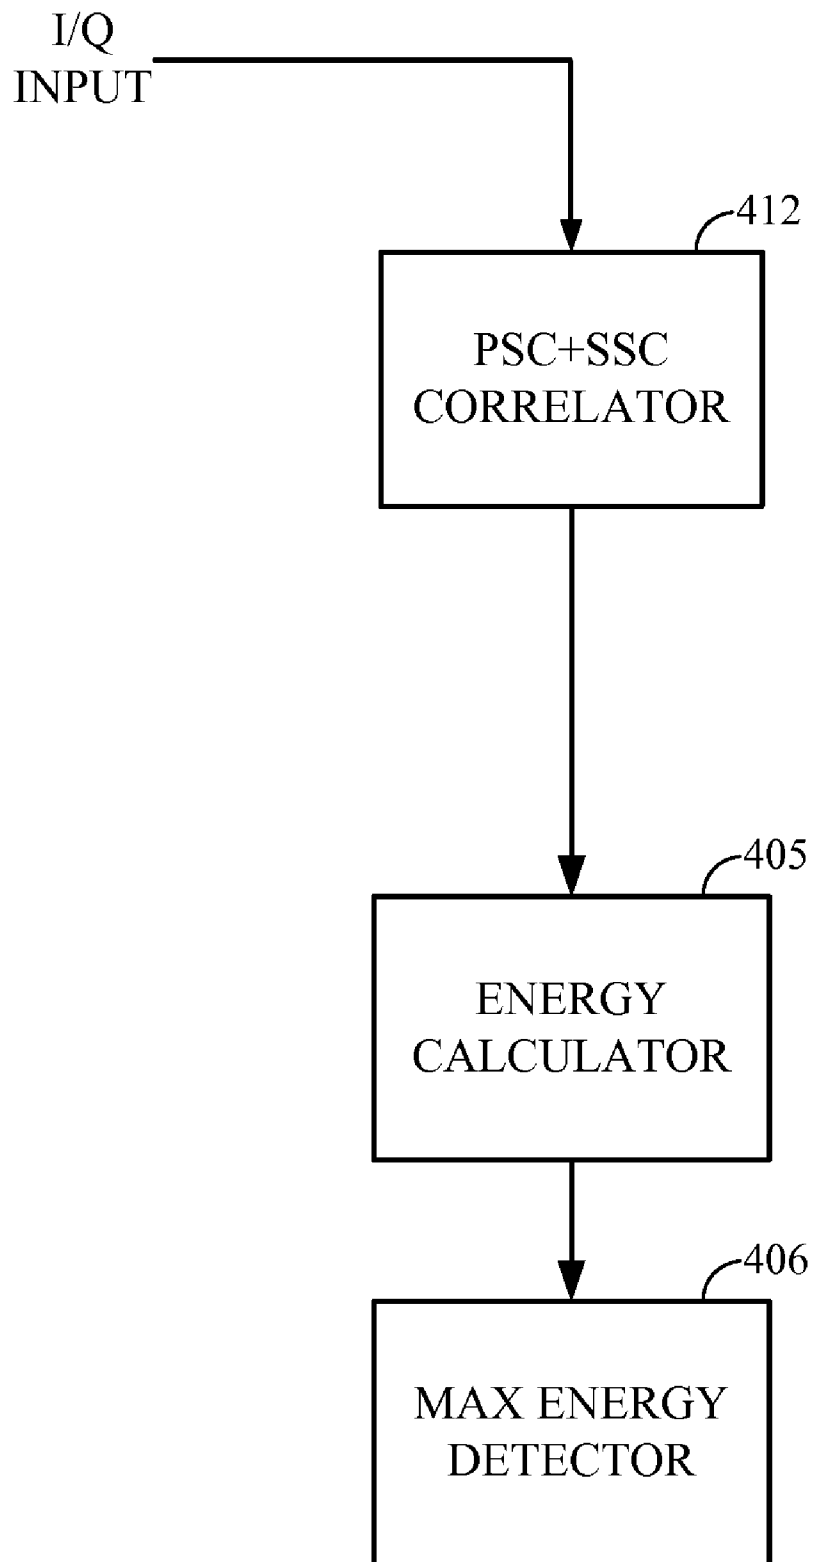 I/Q
INPUT
412
PSC+SSC
CORRELATOR
405
ENERGY
CALCULATOR
406
MAX ENERGY
DETECTOR